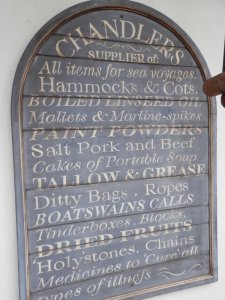 CHANDLERS
SUPPLIER of:
All items for sea voyages.
Hammocks & Cots.
BOILED LINSEED OIL
Mallets & Marline-spikes
PAINT POWDERS
Salt Pork and Beef
Cakes of Portable Soup
TALLOW & GREASE
Ditty Bags - Ropes
BOATSWAINS CALLS
Tinderboxes. Blocks.
DRIED FRUITS
'Holystones. Chains
Medicines to 'Cure' all
types of illness